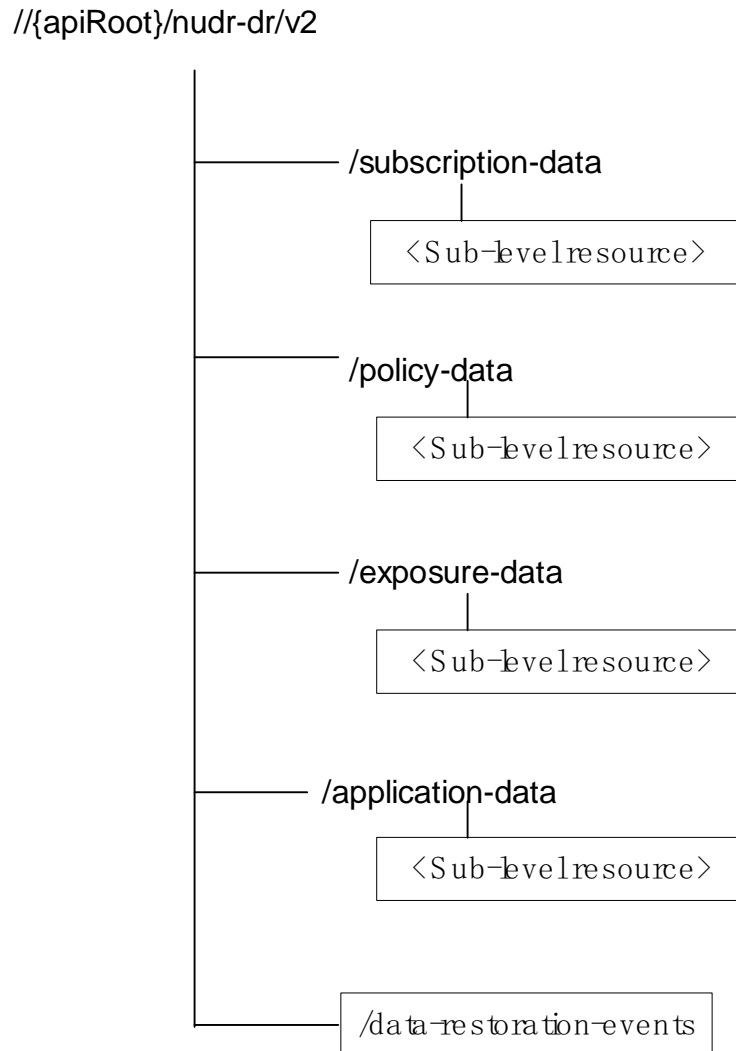 //{apiRoot}/nudr-dr/v2
/subscription-data
<Sub-levelresource>
/policy-data
<Sub-levelresource>
/exposure-data
<Sub-levelresource>
/application-data
<Sub-levelresource>
/data-restoration-events